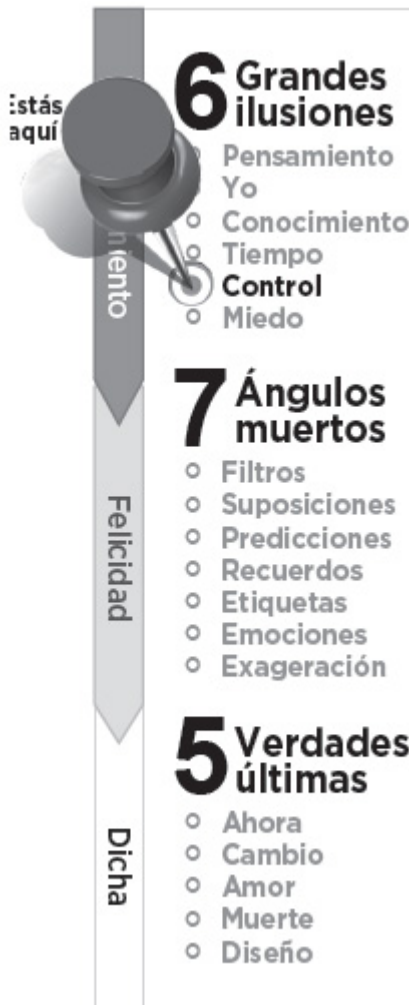 Estás
aquí
6 Grandes
ilusiones
Pensamiento
Yo
Conocimiento
Tiempo
Control
Miedo
7 Ángulos
muertos
Filtros
Suposiciones
Predicciones
Recuerdos
Etiquetas
Emociones
Exageración
Felicidad
5 Verdades
últimas
Ahora
Cambio
Amor
Muerte
Diseño
Dicha